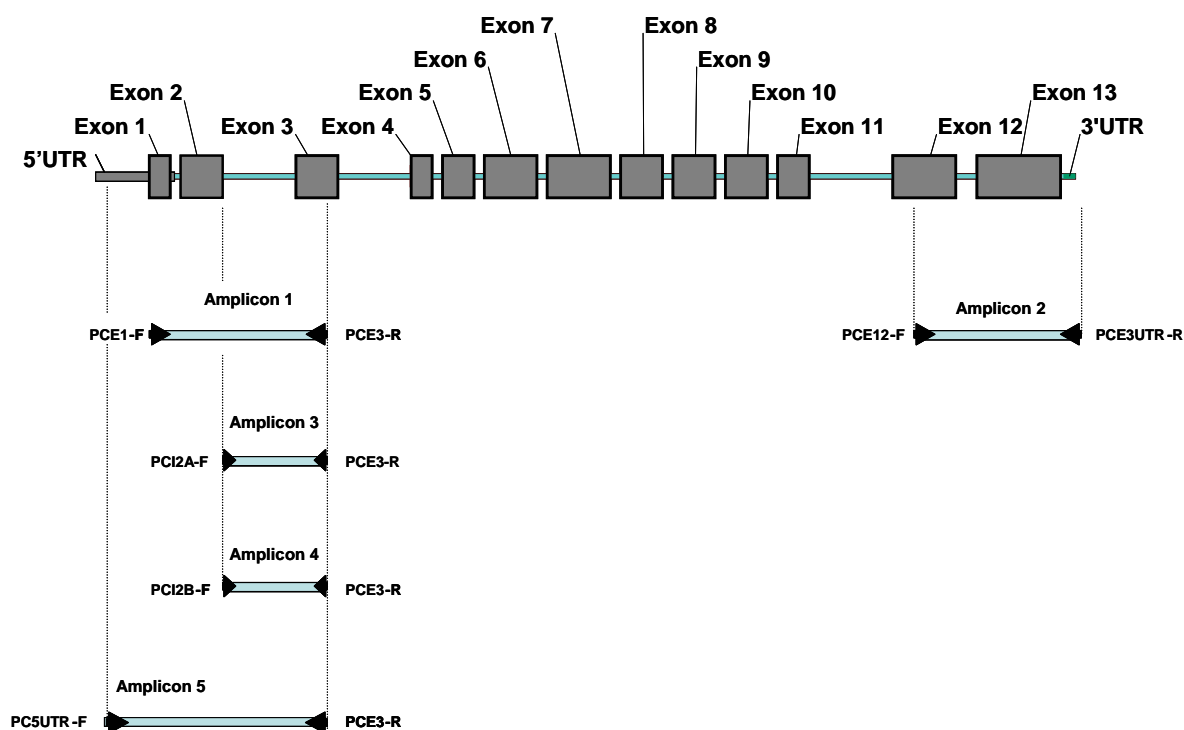 Exon 7
Exon 8
Exon 6
Exon 9
Exon 2
Exon 5
Exon 10
Exon 13
Exon 1
Exon 3
Exon 4
Exon 11
Exon 12
3'UTR
5’UTR
Amplicon 1
PCE1-F
PCE3-R
Amplicon 2
PCE12-F
PCE3UTR-R
Amplicon 3
PCI2A-F
PCE3-R
Amplicon 4
PCI2B-F
PCE3-R
Amplicon 5
PC5UTR-F
PCE3-R